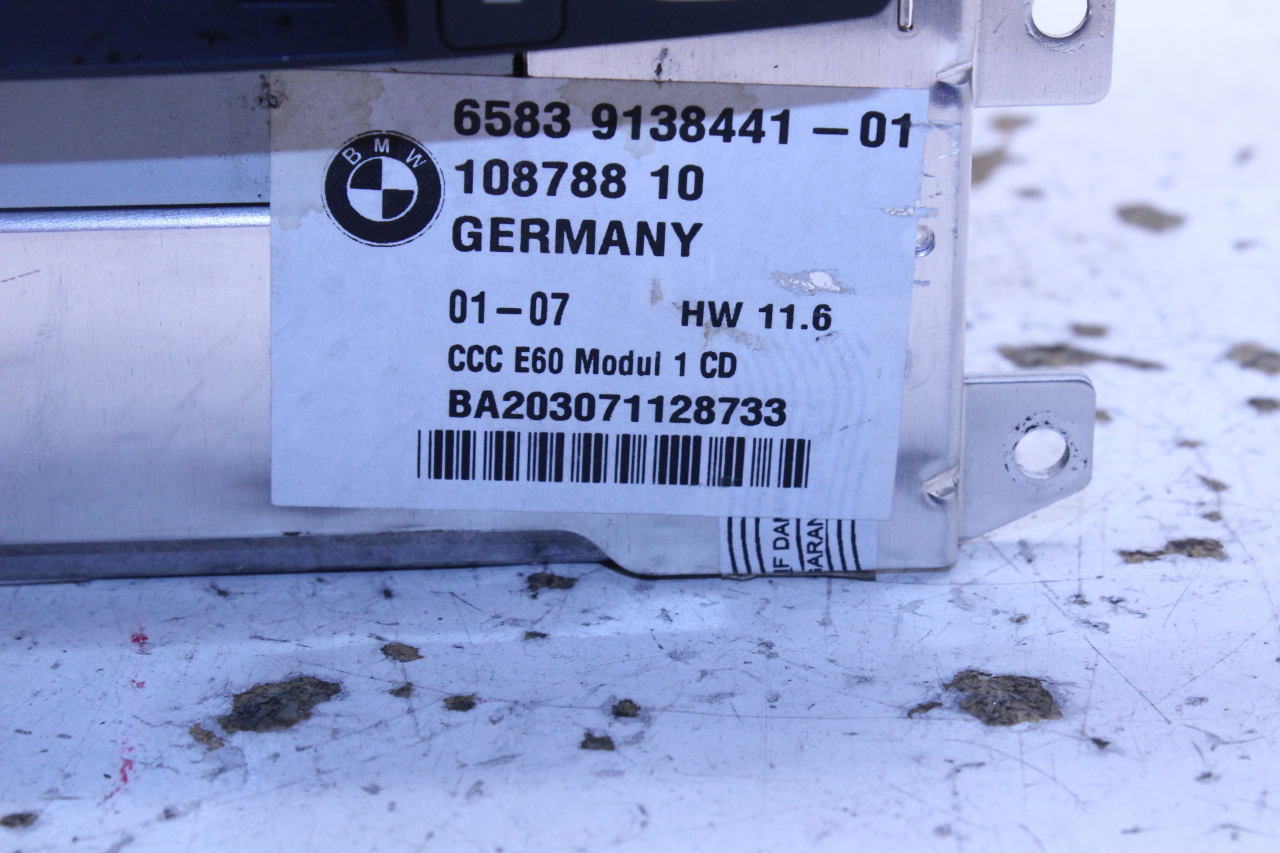 6583 9138441 – 01
BMW
108788 10
GERMANY
01 – 07 HW 11.6
CCC E60 Modul 1 CD
BA203071128733